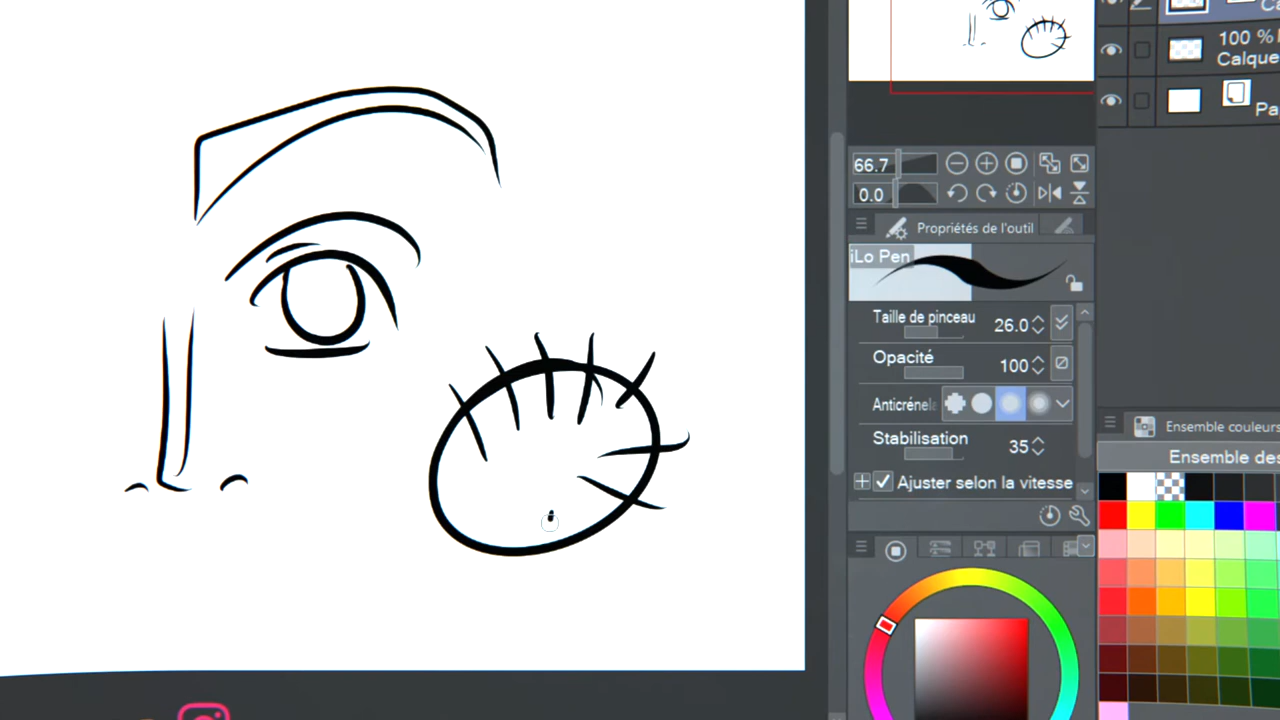 100 %
Calque
Pa
66.7
0.0
Propriétés de l'outil
iLo Pen
Taille de pinceau
26.0
Opacité
100
Anticrénela
Stabilisation
35
Ajuster selon la vitesse
Ensemble couleurs
Ensemble des